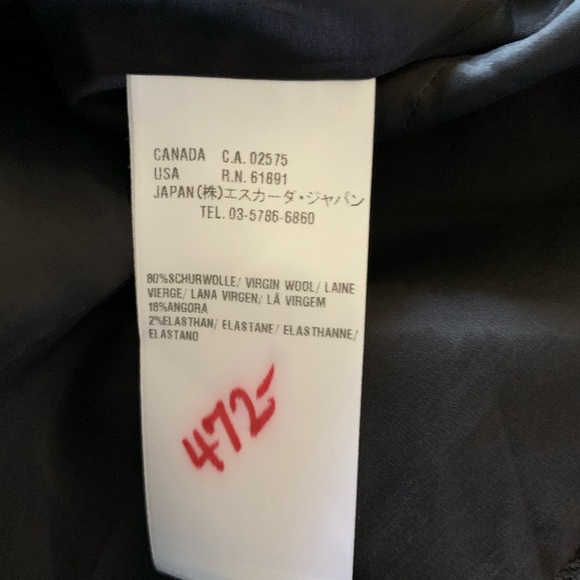 CANADA C.A. 02575
USA R.N. 61691
JAPAN(株)エスカーダ・ジャパン
TEL. 03-5786-6860
80%SCHURWOLLE/ VIRGIN WOOL/ LAINE
VIERGE/ LANA VIRGEN/ LÃ VIRGEM
18%ANGORA
2%ELASTHAN/ ELASTANE/ ELASTHANNE/
ELASTANO
472-